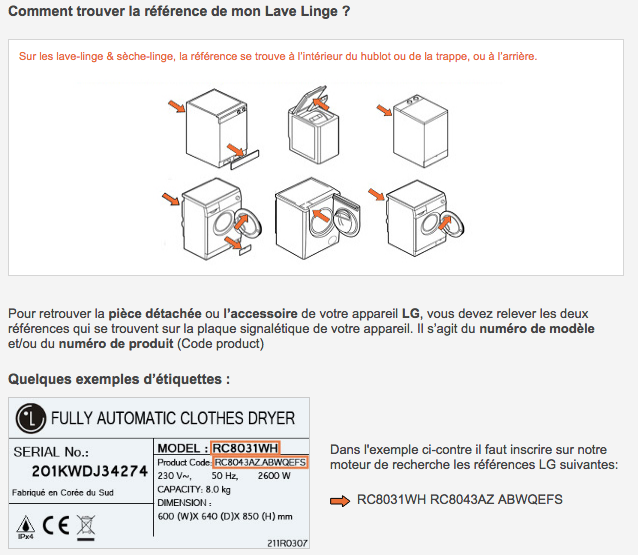 Comment trouver la référence de mon Lave Linge ?
Sur les lave-linge & sèche-linge, la référence se trouve à l'intérieur du hublot ou de la trappe, ou à l'arrière.
Pour retrouver la pièce détachée ou l'accessoire de votre appareil LG, vous devez relever les deux
références qui se trouvent sur la plaque signalétique de votre appareil. Il s'agit du numéro de modèle
et/ou du numéro de produit (Code product)
Quelques exemples d'étiquettes :
LG FULLY AUTOMATIC CLOTHES DRYER
SERIAL No.:
201KWDJ34274
Fabriqué en Corée du Sud
IPx4
CE
MODEL : RC8031WH
Product Code: RC8043AZ.ABWQEFS
230 V~, 50 Hz, 2600 W
CAPACITY: 8.0 kg
DIMENSION :
600 (W)X 640 (D)X 850 (H) mm
211R0307
Dans l'exemple ci-contre il faut inscrire sur notre
moteur de recherche les références LG suivantes:
RC8031WH RC8043AZ ABWQEFS